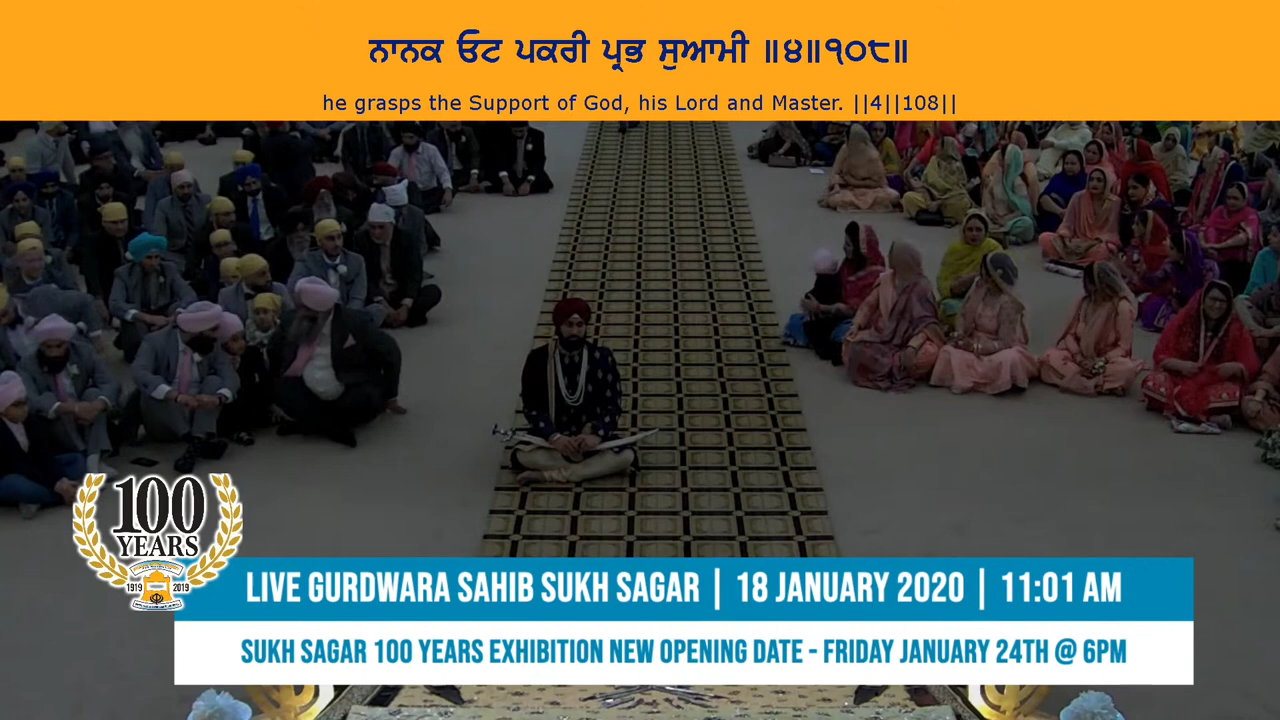 ਨਾਨਕ ਓਟ ਪਕਰੀ ਪ੍ਰਭ ਸੁਆਮੀ ॥੪॥੧੦੮॥
he grasps the Support of God, his Lord and Master. ||4||108||
100
YEARS
1919 2019
LIVE GURDWARA SAHIB SUKH SAGAR | 18 JANUARY 2020 | 11:01 AM
SUKH SAGAR 100 YEARS EXHIBITION NEW OPENING DATE - FRIDAY JANUARY 24TH @ 6PM